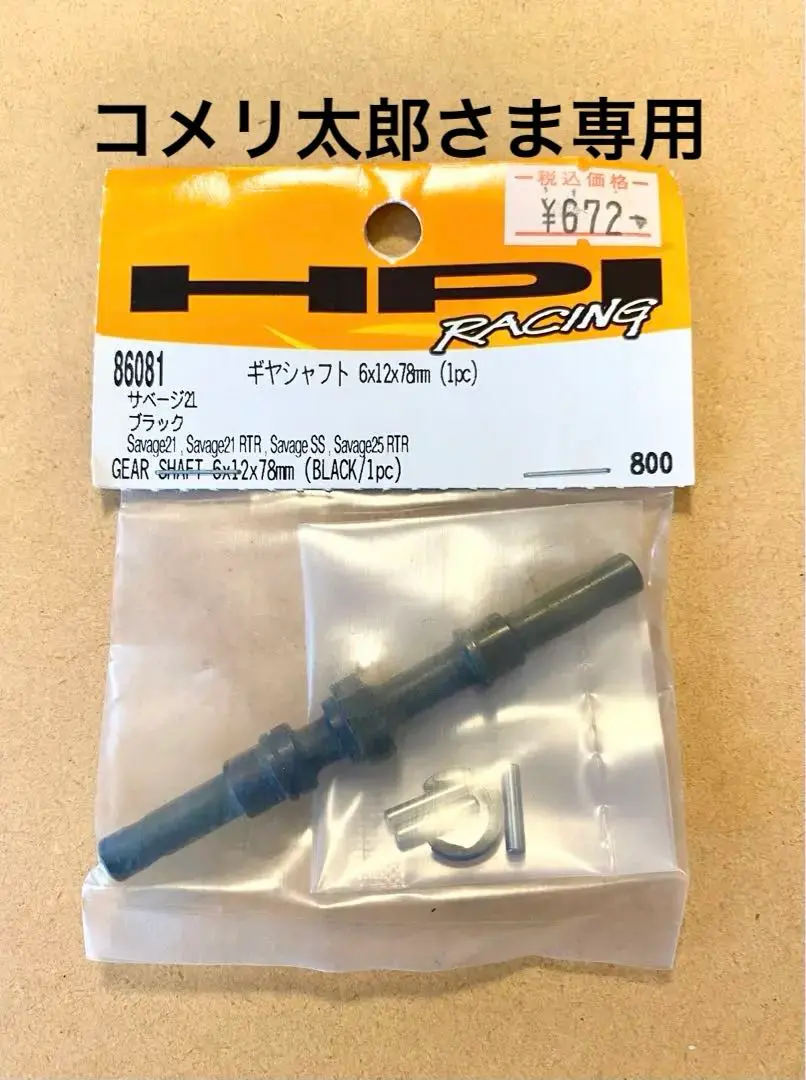 コメリ太郎さま専用
税込価格
¥672
HPI
RACING
86081 ギヤシャフト 6x12x78mm (1pc)
サベージ21
ブラック
Savage21 , Savage21 RTR , Savage SS , Savage25 RTR
GEAR SHAFT 6x12x78mm (BLACK/1pc) 800